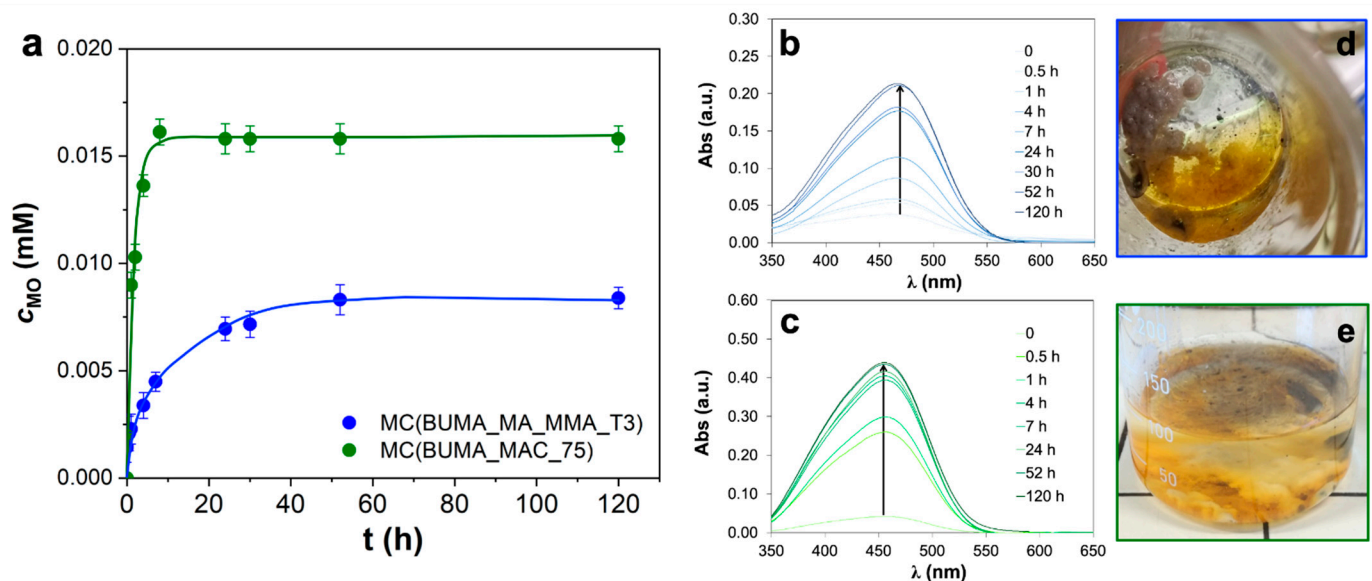 a
0.020
0.015
0.010
0.005
0.000
0 20 40 60 80 100 120
cMO (mM)
t (h)
MC(BUMA_MA_MMA_T3)
MC(BUMA_MAC_75)
b
0.30
0.25
0.20
0.15
0.10
0.05
0.00
350 400 450 500 550 600 650
Abs (a.u.)
λ (nm)
0
0.5 h
1 h
4 h
7 h
24 h
30 h
52 h
120 h
c
0.60
0.50
0.40
0.30
0.20
0.10
0.00
350 400 450 500 550 600 650
Abs (a.u.)
λ (nm)
0
0.5 h
1 h
4 h
7 h
24 h
52 h
120 h
d
e
200
150
100
50